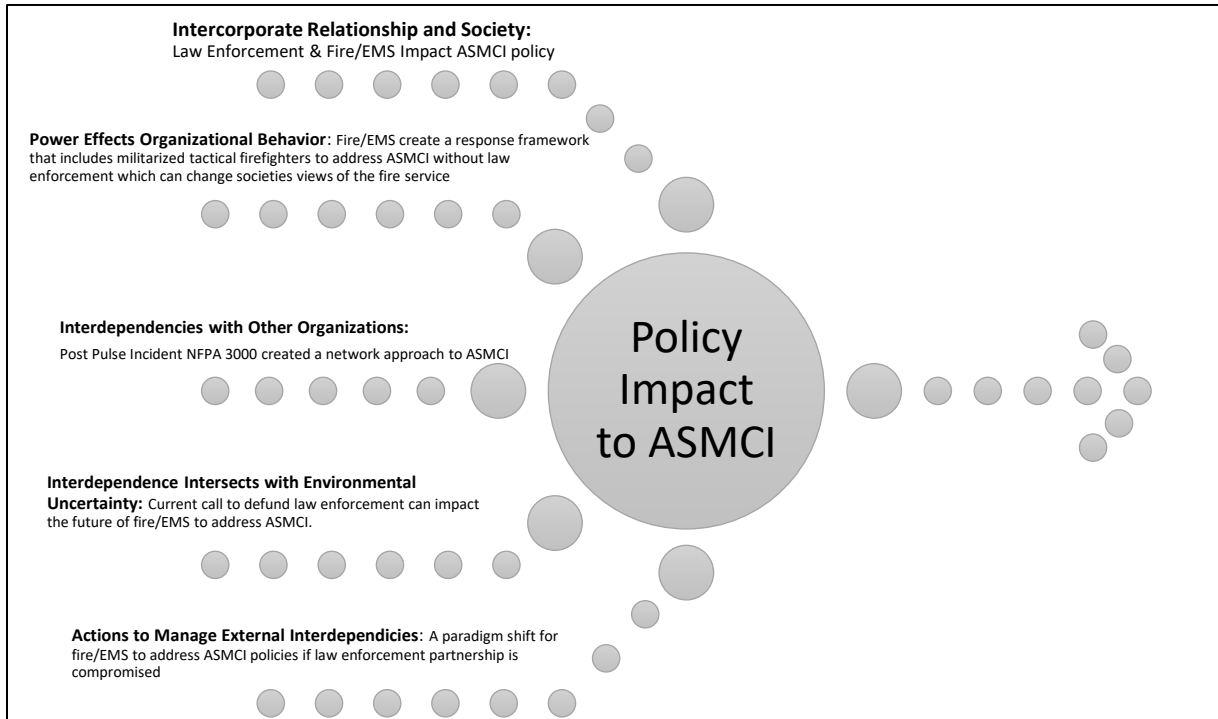 Intercorporate Relationship and Society:
Law Enforcement & Fire/EMS Impact ASMCI policy
Power Effects Organizational Behavior: Fire/EMS create a response framework
that includes militarized tactical firefighters to address ASMCI without law
enforcement which can change societies views of the fire service
Interdependencies with Other Organizations:
Post Pulse Incident NFPA 3000 created a network approach to ASMCI
Interdependence Intersects with Environmental
Uncertainty: Current call to defund law enforcement can impact
the future of fire/EMS to address ASMCI.
Actions to Manage External Interdependicies: A paradigm shift for
fire/EMS to address ASMCI policies if law enforcement partnership is
compromised
Policy
Impact
to ASMCI